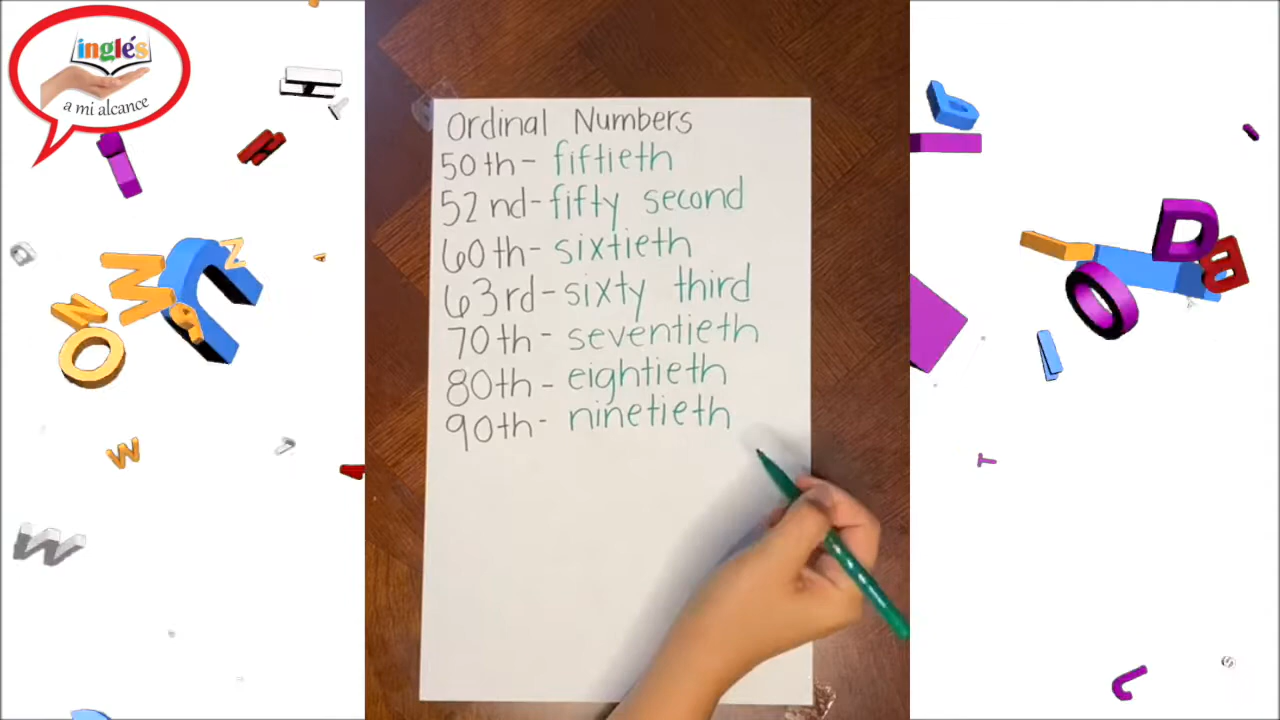 inglés
a mi alcance
Ordinal Numbers
50th- fiftieth
52nd- fifty second
60th- sixtieth
63rd- sixty third
70th- seventieth
80th- eightieth
90th- ninetieth